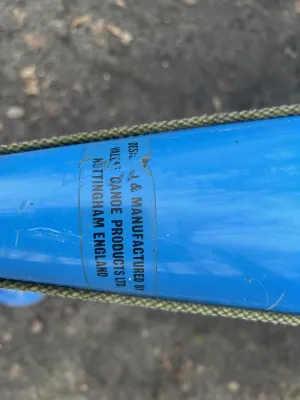 & MANUFACTURED BY
CANOE PRODUCTS LTD
NOTTINGHAM ENGLAND